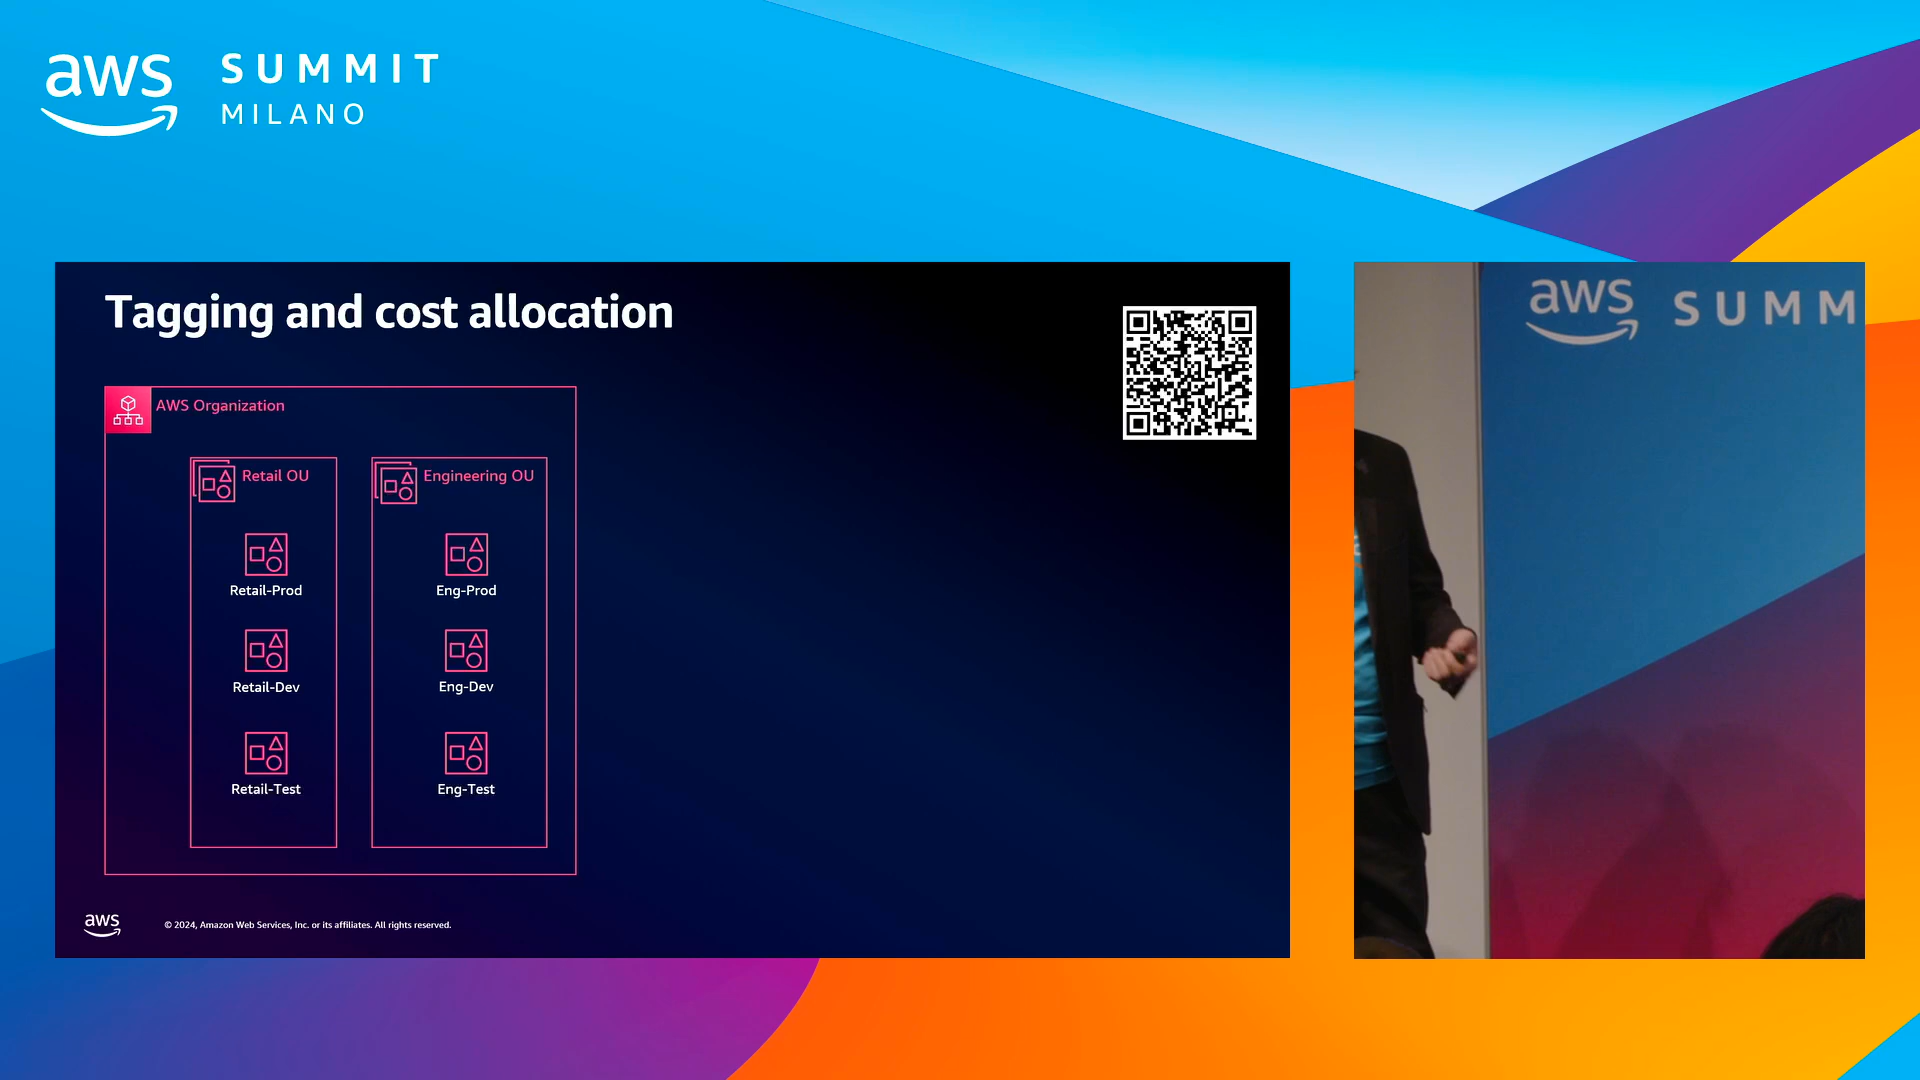 aws
SUMMIT
MILANO
Tagging and cost allocation
AWS Organization
Retail OU
Engineering OU
Retail-Prod
Eng-Prod
Retail-Dev
Eng-Dev
Retail-Test
Eng-Test
aws
© 2024, Amazon Web Services, Inc. or its affiliates. All rights reserved.
aws SUMM